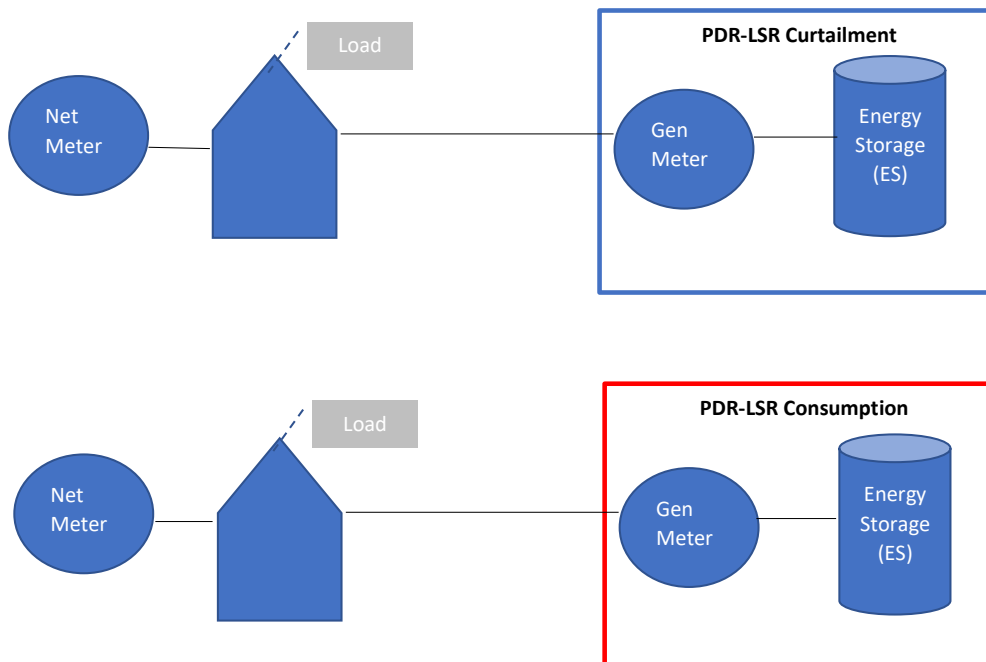 PDR-LSR Curtailment
Load
Net
Meter
Gen
Meter
Energy
Storage
(ES)
PDR-LSR Consumption
Load
Net
Meter
Gen
Meter
Energy
Storage
(ES)